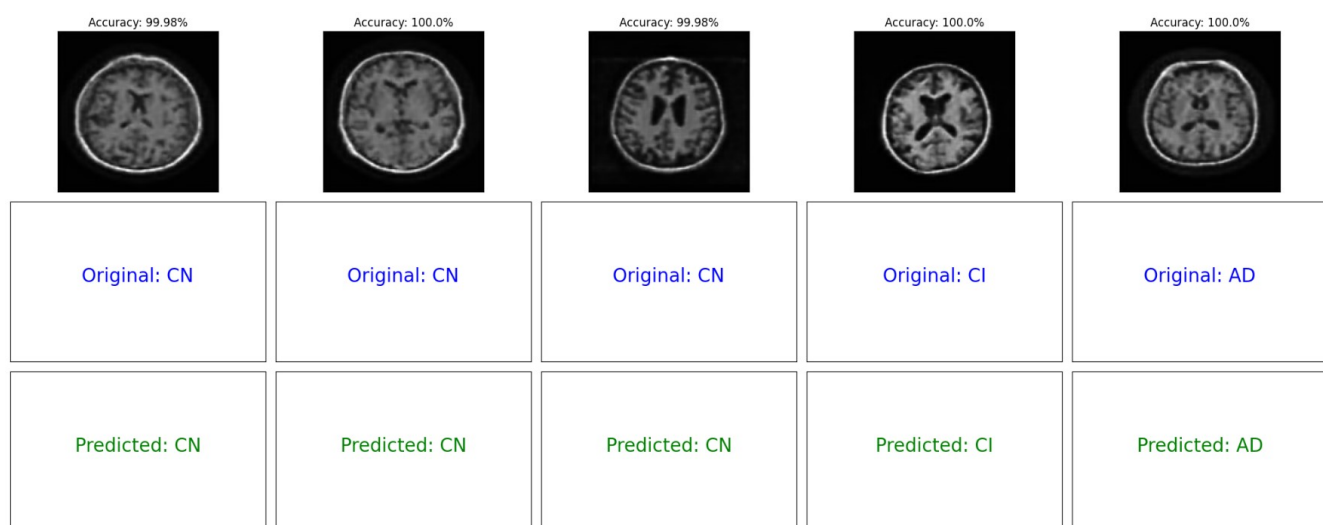 Accuracy: 99.98%
Accuracy: 100.0%
Accuracy: 99.98%
Accuracy: 100.0%
Accuracy: 100.0%
Original: CN
Original: CN
Original: CN
Original: CI
Original: AD
Predicted: CN
Predicted: CN
Predicted: CN
Predicted: CI
Predicted: AD